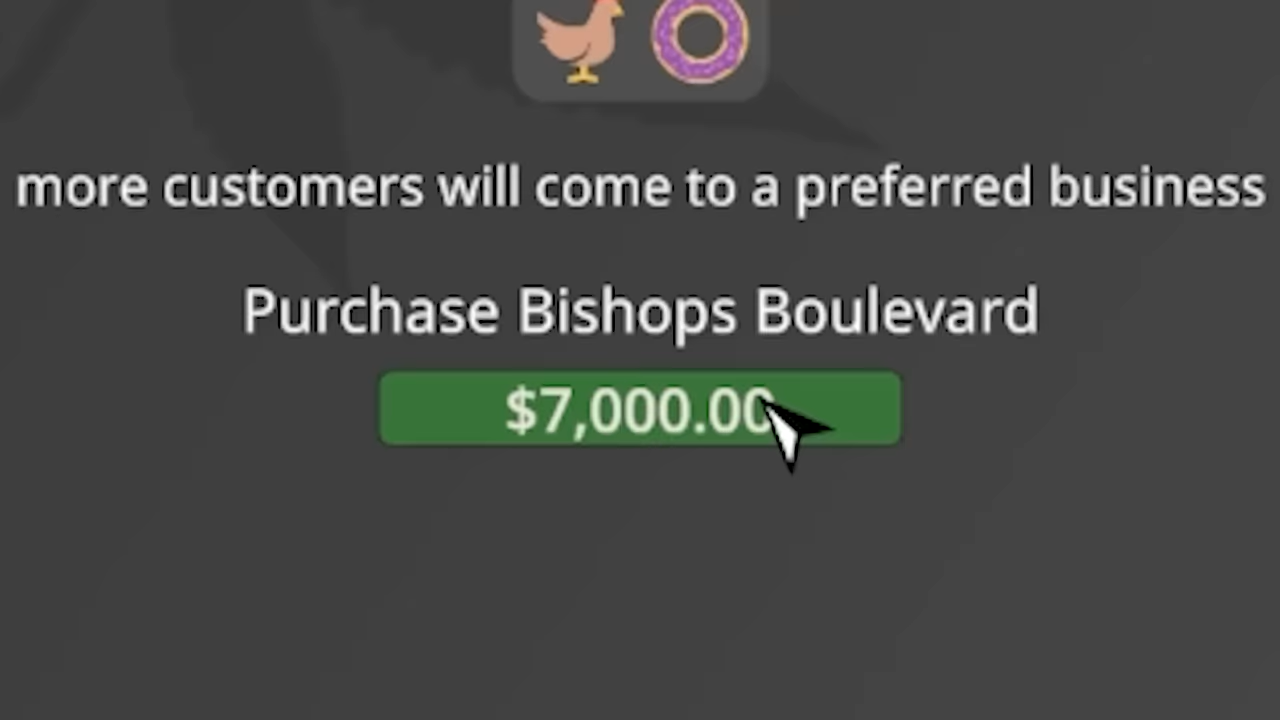 more customers will come to a preferred business
Purchase Bishops Boulevard
$7,000.00